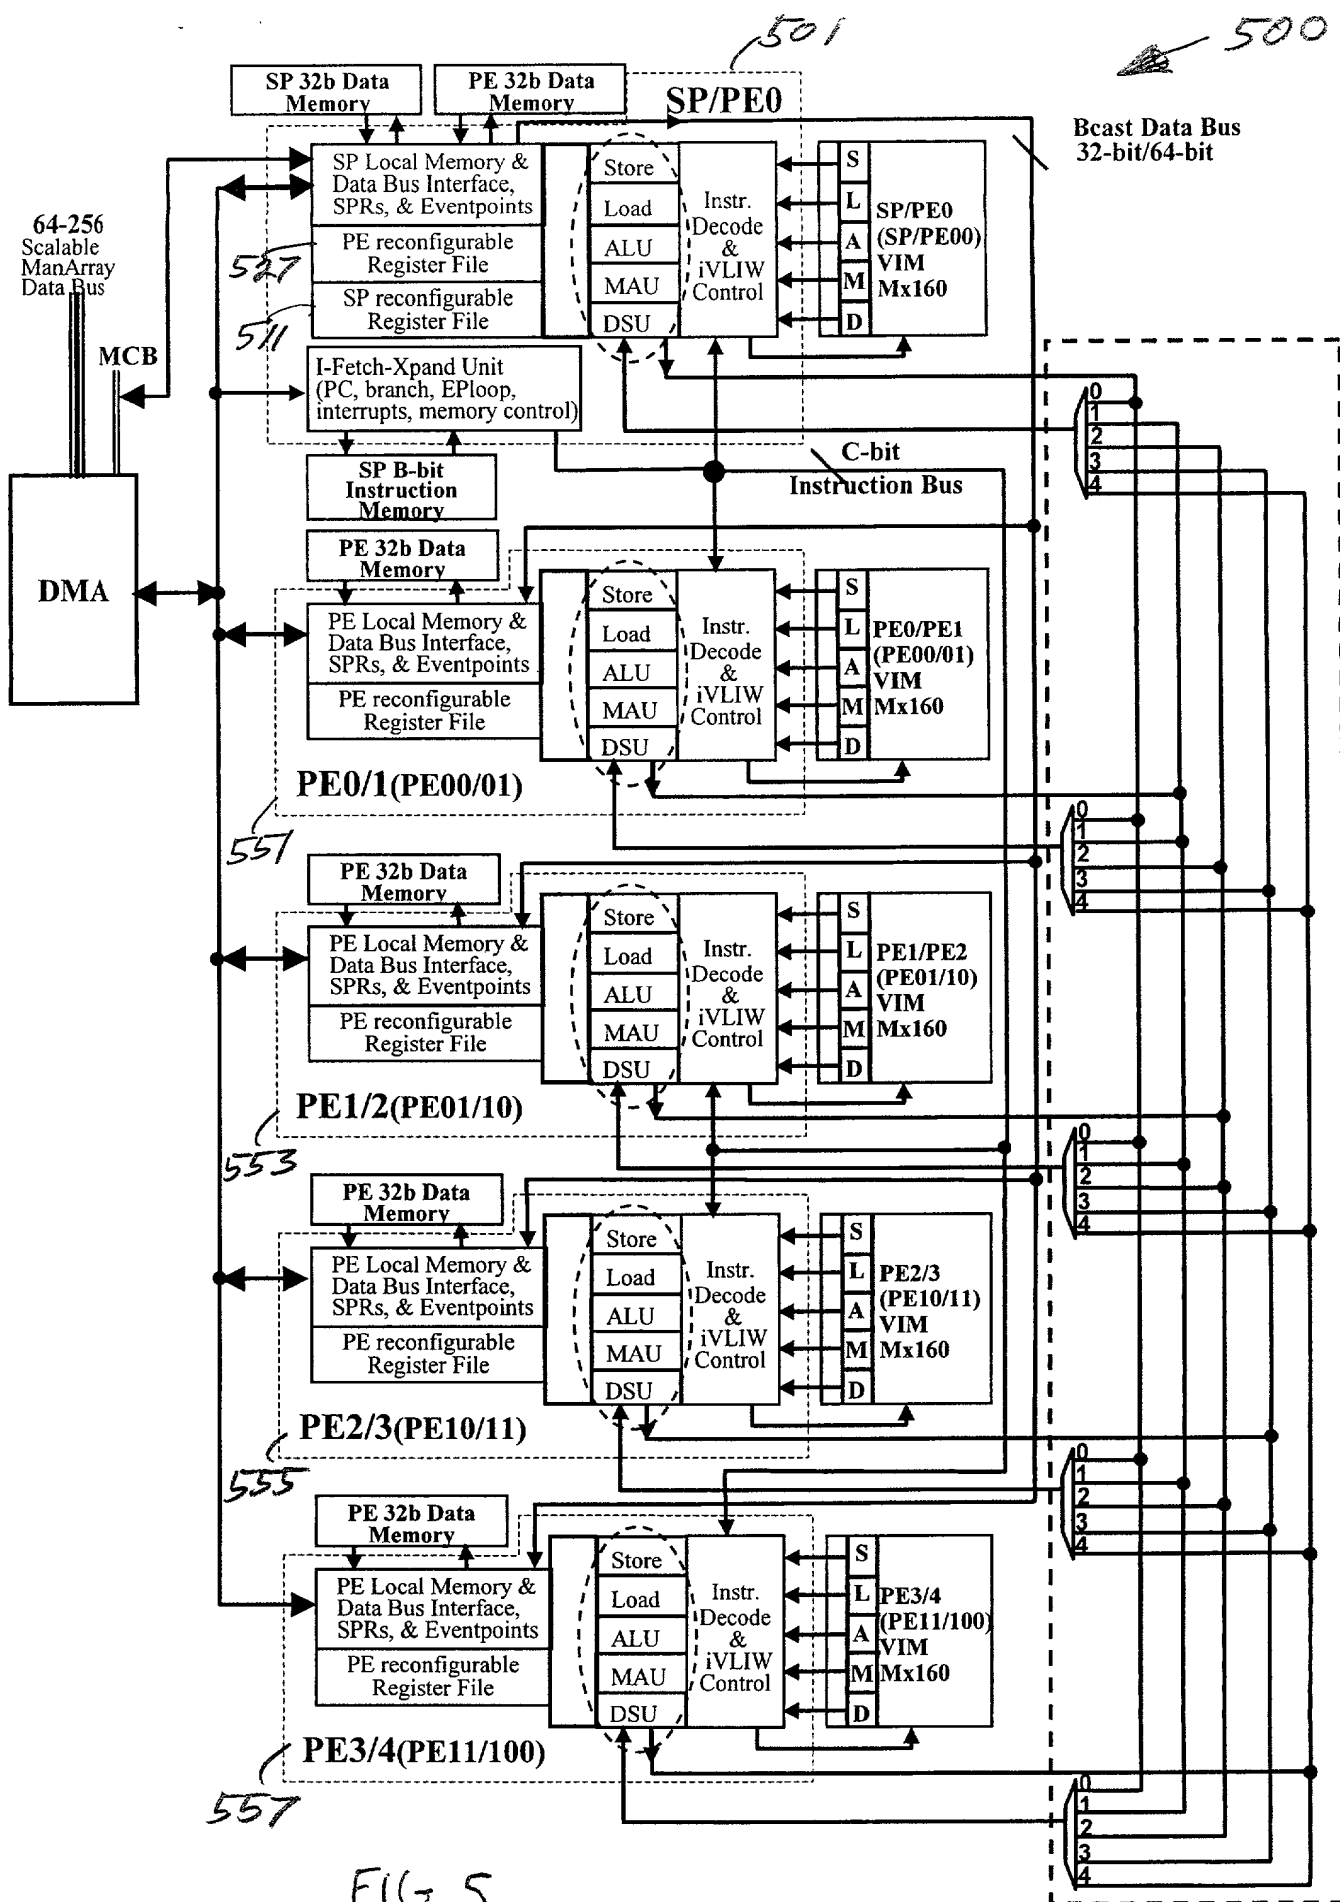 501
500
SP 32b Data
Memory
PE 32b Data
Memory
SP/PE0
Bcast Data Bus
32-bit/64-bit
SP Local Memory &
Data Bus Interface,
SPRs, & Eventpoints
PE reconfigurable
Register File
SP reconfigurable
Register File
527
511
Store
Load
ALU
MAU
DSU
Instr.
Decode
&
iVLIW
Control
S
L
A
M
D
SP/PE0
(SP/PE00)
VIM
Mx160
64-256
Scalable
ManArray
Data Bus
MCB
I-Fetch-Xpand Unit
(PC, branch, EPloop,
interrupts, memory control)
SP B-bit
Instruction
Memory
C-bit
Instruction Bus
0
1
2
3
4
DMA
PE 32b Data
Memory
PE Local Memory &
Data Bus Interface,
SPRs, & Eventpoints
PE reconfigurable
Register File
Store
Load
ALU
MAU
DSU
Instr.
Decode
&
iVLIW
Control
S
L
A
M
D
PE0/PE1
(PE00/01)
VIM
Mx160
PE0/1(PE00/01)
551
0
1
2
3
4
PE 32b Data
Memory
PE Local Memory &
Data Bus Interface,
SPRs, & Eventpoints
PE reconfigurable
Register File
Store
Load
ALU
MAU
DSU
Instr.
Decode
&
iVLIW
Control
S
L
A
M
D
PE1/PE2
(PE01/10)
VIM
Mx160
PE1/2(PE01/10)
553
0
1
2
3
4
PE 32b Data
Memory
PE Local Memory &
Data Bus Interface,
SPRs, & Eventpoints
PE reconfigurable
Register File
Store
Load
ALU
MAU
DSU
Instr.
Decode
&
iVLIW
Control
S
L
A
M
D
PE2/3
(PE10/11)
VIM
Mx160
PE2/3(PE10/11)
555
0
1
2
3
4
PE 32b Data
Memory
PE Local Memory &
Data Bus Interface,
SPRs, & Eventpoints
PE reconfigurable
Register File
Store
Load
ALU
MAU
DSU
Instr.
Decode
&
iVLIW
Control
S
L
A
M
D
PE3/4
(PE11/100)
VIM
Mx160
PE3/4(PE11/100)
557
0
1
2
3
4
FIG 5